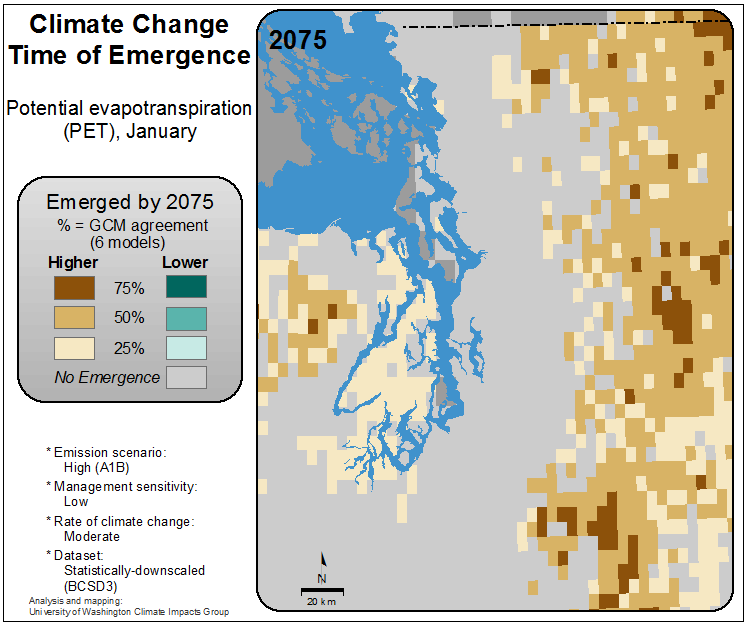 Climate Change
Time of Emergence
Potential evapotranspiration
(PET), January
Emerged by 2075
% = GCM agreement
(6 models)
Higher Lower
75%
50%
25%
No Emergence
* Emission scenario:
High (A1B)
* Management sensitivity:
Low
* Rate of climate change:
Moderate
* Dataset:
Statistically-downscaled
(BCSD3)
Analysis and mapping:
University of Washington Climate Impacts Group
2075
N
20 km